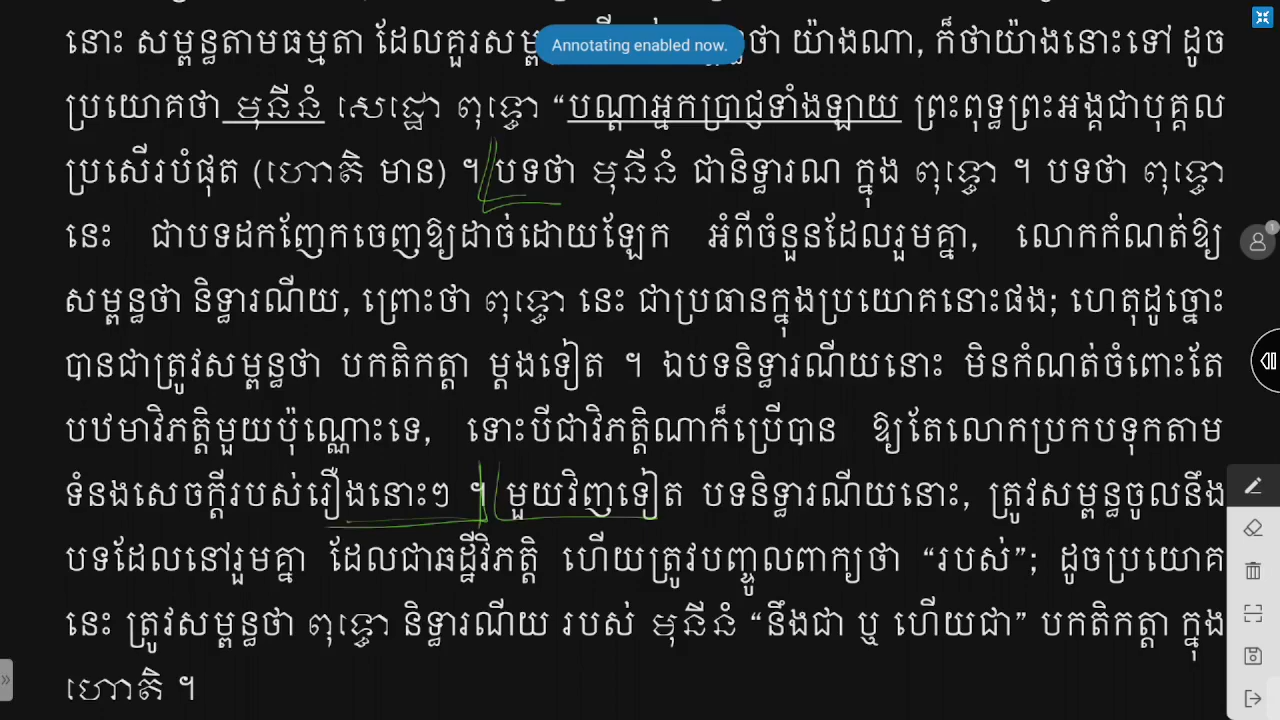 នោះ សម្ពន្ធតាមធម្មតា ដែលគួរសម្ព ថា យ៉ាងណា, ក៏ថាយ៉ាងនោះទៅ ដូច
Annotating enabled now.
ប្រយោគថា មុនីនំ សេដ្ឋោ ពុទ្ធោ “បណ្ដាអ្នកប្រាជ្ញទាំងឡាយ ព្រះពុទ្ធព្រះអង្គជាបុគ្គល
ប្រសើរបំផុត (ហោតិ មាន) ។ បទថា មុនីនំ ជានិទ្ធារណ ក្នុង ពុទ្ធោ ។ បទថា ពុទ្ធោ
នេះ ជាបទដកញែកចេញឱ្យដាច់ដោយឡែក អំពីចំនួនដែលរួមគ្នា, លោកកំណត់ឱ្យ
សម្ពន្ធថា និទ្ធារណីយ, ព្រោះថា ពុទ្ធោ នេះ ជាប្រធានក្នុងប្រយោគនោះផង; ហេតុដូច្នោះ
បានជាត្រូវសម្ពន្ធថា បកតិកត្តា ម្ដងទៀត ។ ឯបទនិទ្ធារណីយនោះ មិនកំណត់ចំពោះតែ
បឋមាវិភត្តិមួយប៉ុណ្ណោះទេ, ទោះបីជាវិភត្តិណាក៏ប្រើបាន ឱ្យតែលោកប្រកបទុកតាម
ទំនងសេចក្ដីរបស់រឿងនោះៗ ។ មួយវិញទៀត បទនិទ្ធារណីយនោះ, ត្រូវសម្ពន្ធចូលនឹង
បទដែលនៅរួមគ្នា ដែលជាឆដ្ឋីវិភត្តិ ហើយត្រូវបញ្ចូលពាក្យថា “របស់”; ដូចប្រយោគ
នេះ ត្រូវសម្ពន្ធថា ពុទ្ធោ និទ្ធារណីយ របស់ មុនីនំ “នឹងជា ឬ ហើយជា” បកតិកត្តា ក្នុង
ហោតិ ។